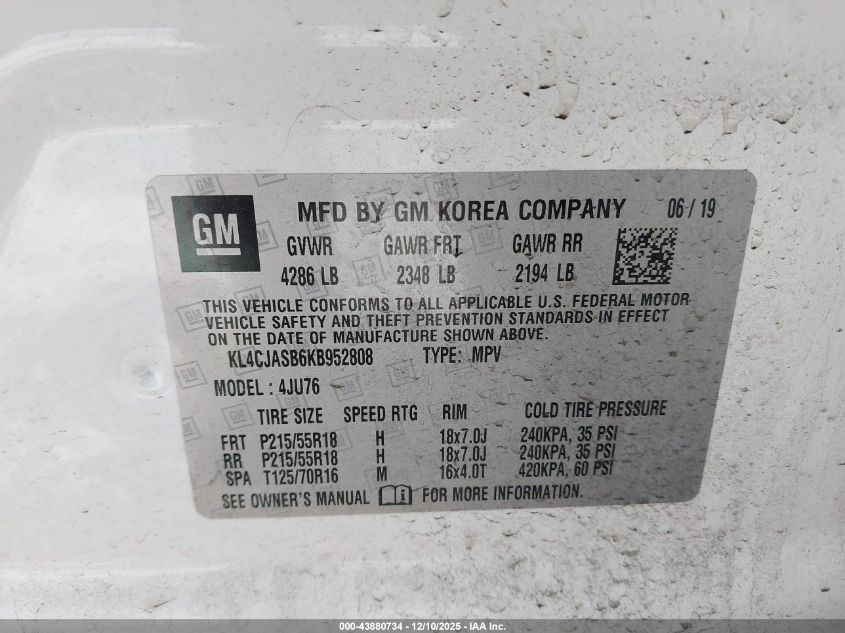 GM MFD BY GM KOREA COMPANY 06/19
GVWR GAWR FRT GAWR RR
4286 LB 2348 LB 2194 LB
THIS VEHICLE CONFORMS TO ALL APPLICABLE U.S. FEDERAL MOTOR
VEHICLE SAFETY AND THEFT PREVENTION STANDARDS IN EFFECT
ON THE DATE OF MANUFACTURE SHOWN ABOVE.
KL4CJASB6KB952808 TYPE: MPV
MODEL: 4JU76
TIRE SIZE SPEED RTG RIM COLD TIRE PRESSURE
FRT P215/55R18 H 18x7.0J 240KPA, 35 PSI
RR P215/55R18 H 18x7.0J 240KPA, 35 PSI
SPA T125/70R16 M 16x4.0T 420KPA, 60 PSI
SEE OWNER'S MANUAL FOR MORE INFORMATION.
000-43880734 - 12/10/2025 - IAA Inc.